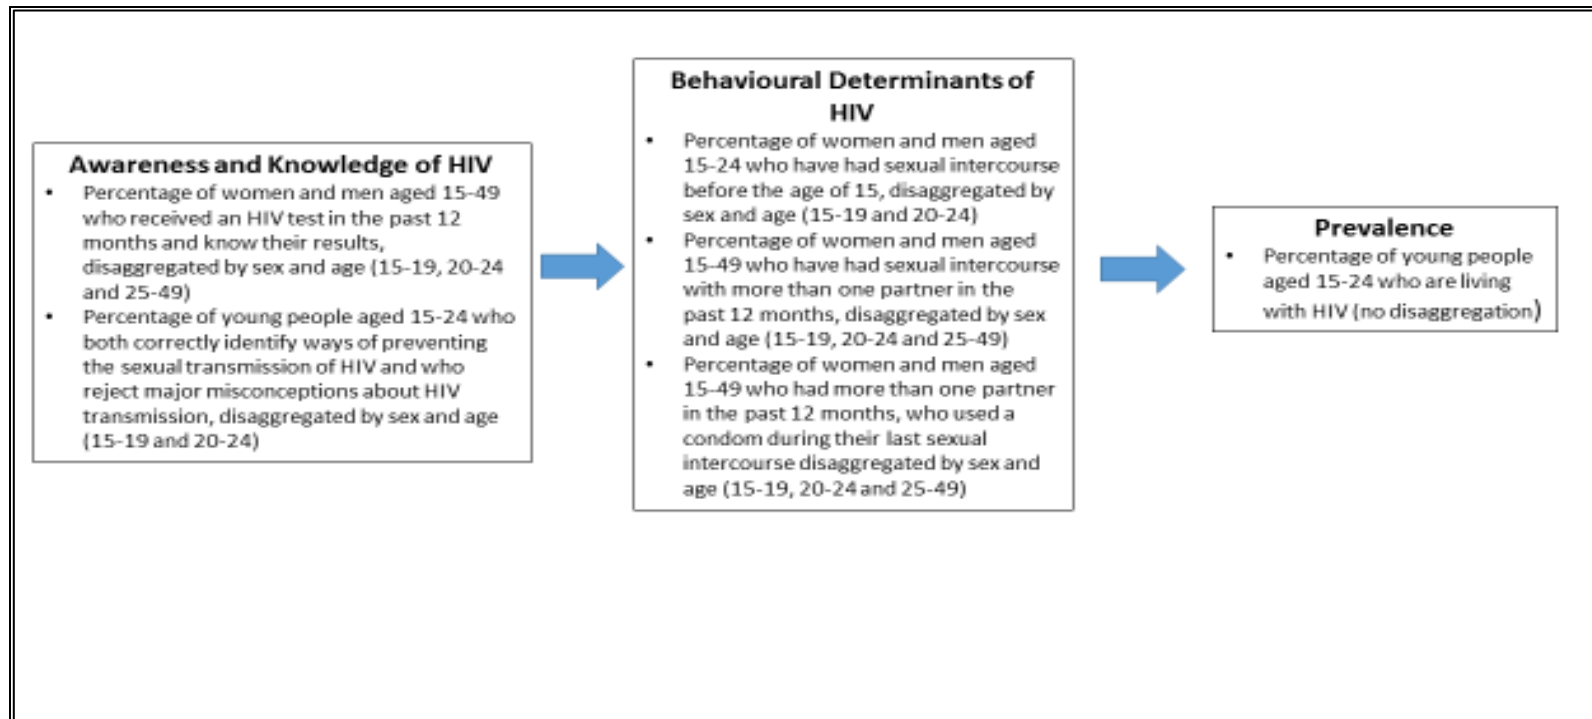 Awareness and Knowledge of HIV
• Percentage of women and men aged 15-49
who received an HIV test in the past 12
months and know their results,
disaggregated by sex and age (15-19, 20-24
and 25-49)
• Percentage of young people aged 15-24 who
both correctly identify ways of preventing
the sexual transmission of HIV and who
reject major misconceptions about HIV
transmission, disaggregated by sex and age
(15-19 and 20-24)
Behavioural Determinants of
HIV
• Percentage of women and men aged
15-24 who have had sexual intercourse
before the age of 15, disaggregated by
sex and age (15-19 and 20-24)
• Percentage of women and men aged
15-49 who have had sexual intercourse
with more than one partner in the
past 12 months, disaggregated by sex
and age (15-19, 20-24 and 25-49)
• Percentage of women and men aged
15-49 who had more than one partner
in the past 12 months, who used a
condom during their last sexual
intercourse disaggregated by sex and
age (15-19, 20-24 and 25-49)
Prevalence
• Percentage of young people
aged 15-24 who are living
with HIV (no disaggregation)